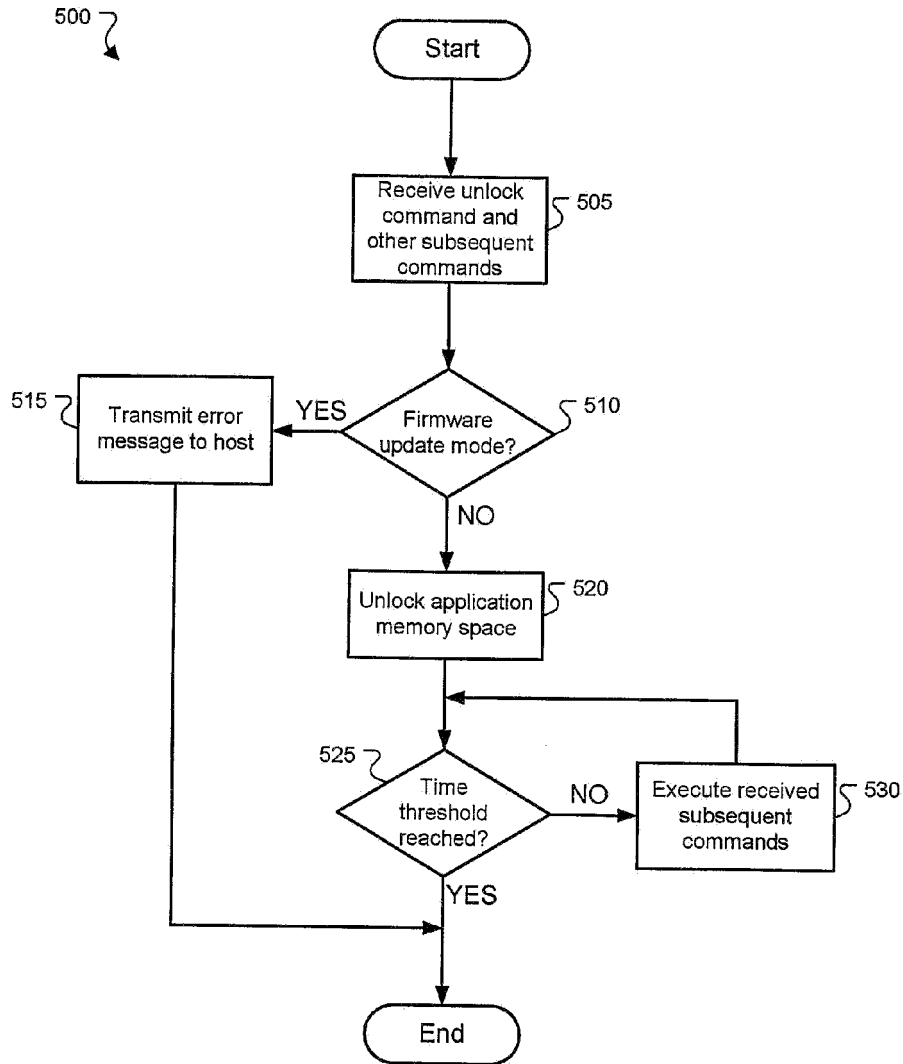 500
Start
Receive unlock
command and
other subsequent
commands
505
Firmware
update mode?
510
YES
515
Transmit error
message to host
NO
Unlock application
memory space
520
525
Time
threshold
reached?
NO
Execute received
subsequent
commands
530
YES
End